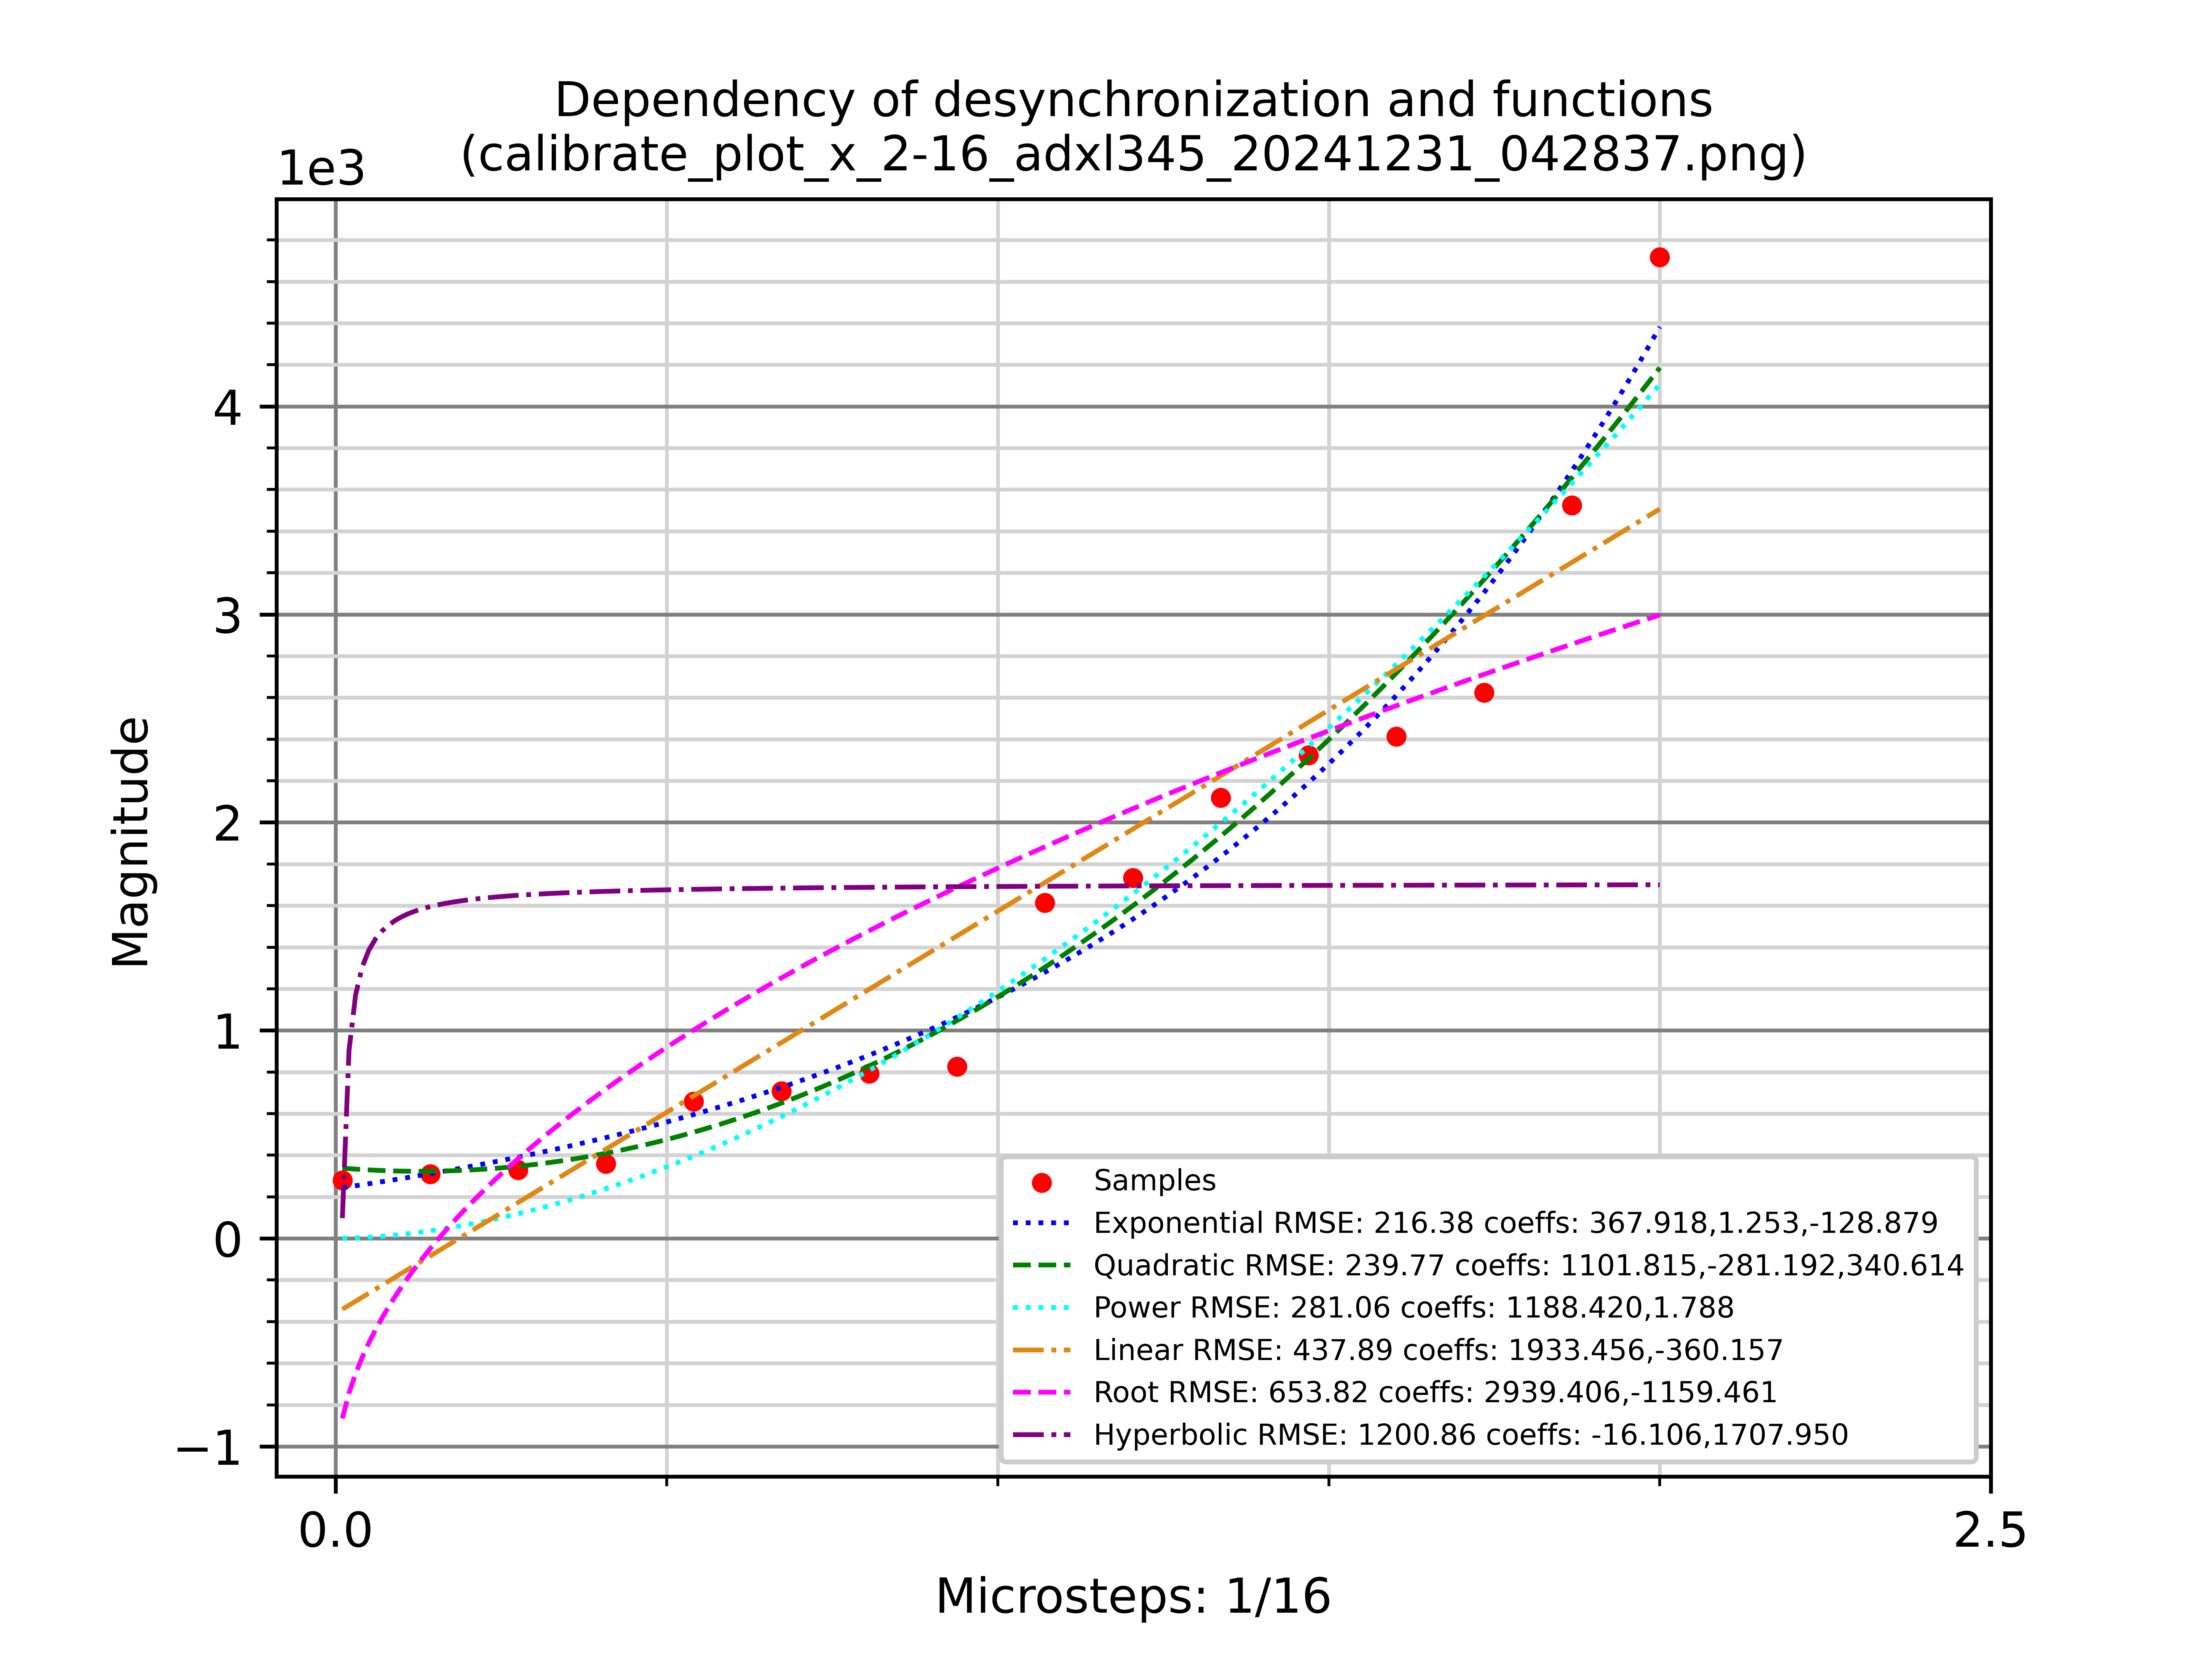 Dependency of desynchronization and functions
(calibrate_plot_x_2-16_adxl345_20241231_042837.png)
1e3
4
3
2
1
0
−1
Magnitude
Samples
Exponential RMSE: 216.38 coeffs: 367.918,1.253,-128.879
Quadratic RMSE: 239.77 coeffs: 1101.815,-281.192,340.614
Power RMSE: 281.06 coeffs: 1188.420,1.788
Linear RMSE: 437.89 coeffs: 1933.456,-360.157
Root RMSE: 653.82 coeffs: 2939.406,-1159.461
Hyperbolic RMSE: 1200.86 coeffs: -16.106,1707.950
0.0 2.5
Microsteps: 1/16